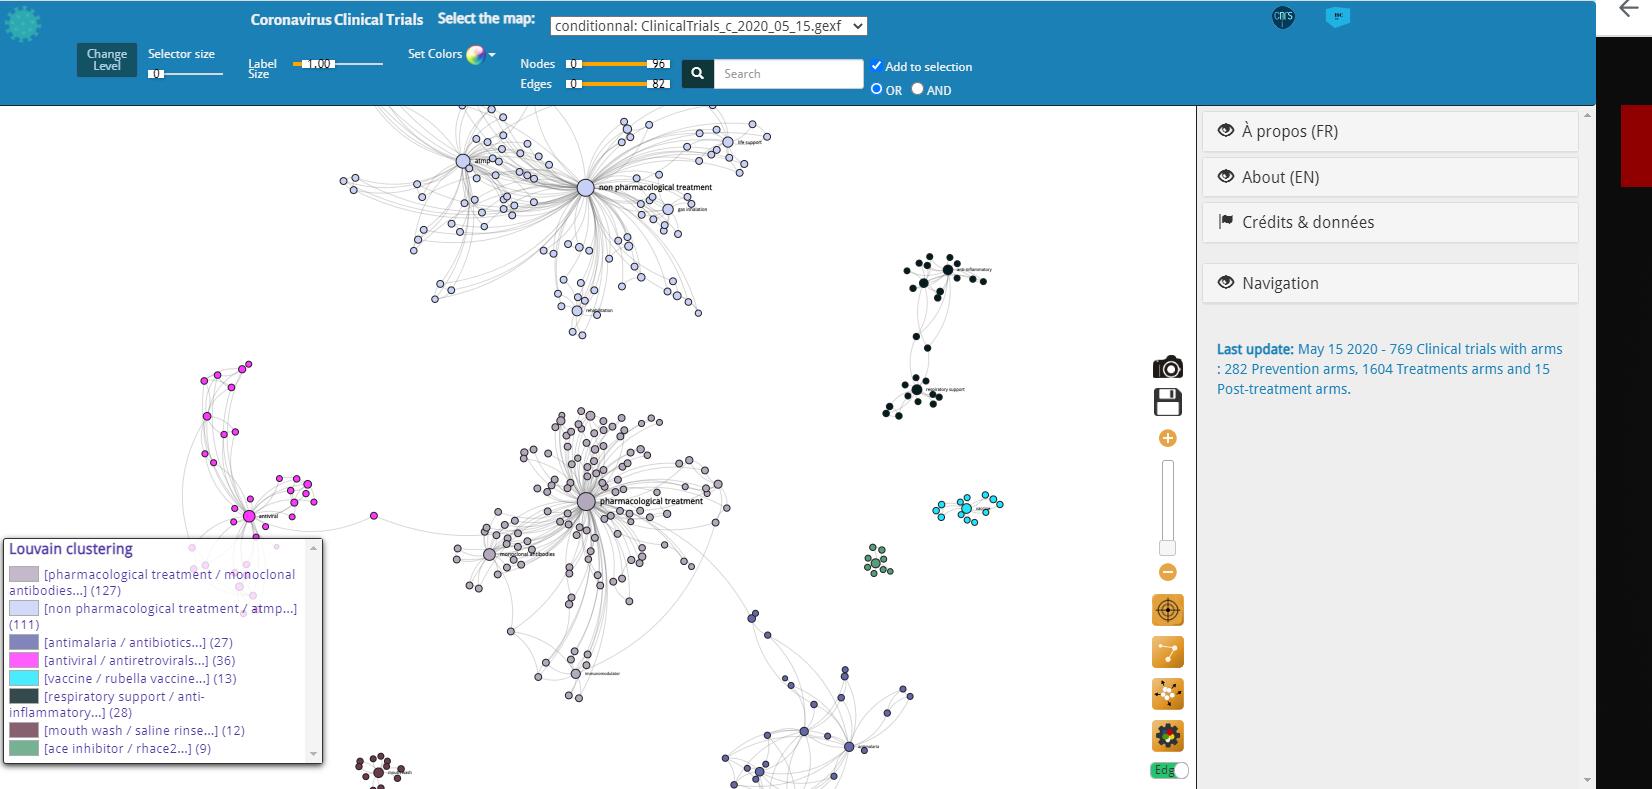 Coronavirus Clinical Trials
Select the map:
conditionnal: ClinicalTrials_c_2020_05_15.gexf
cnrs
Change
Level
Selector size
0
Label
Size
1.00
Set Colors
Nodes
0
96
Edges
0
82
Search
Add to selection
OR
AND
atmp
life support
non pharmacological treatment
gas inhalation
rehabilitation
anti-inflammatory
respiratory support
antiviral
pharmacological treatment
monoclonal antibodies
vaccine
immunomodulator
antimalaria
mouth wash
Louvain clustering
[pharmacological treatment / monoclonal
antibodies...] (127)
[non pharmacological treatment / atmp...]
(111)
[antimalaria / antibiotics...] (27)
[antiviral / antiretrovirals...] (36)
[vaccine / rubella vaccine...] (13)
[respiratory support / anti-
inflammatory...] (28)
[mouth wash / saline rinse...] (12)
[ace inhibitor / rhace2...] (9)
Edg
À propos (FR)
About (EN)
Crédits & données
Navigation
Last update: May 15 2020 - 769 Clinical trials with arms
: 282 Prevention arms, 1604 Treatments arms and 15
Post-treatment arms.